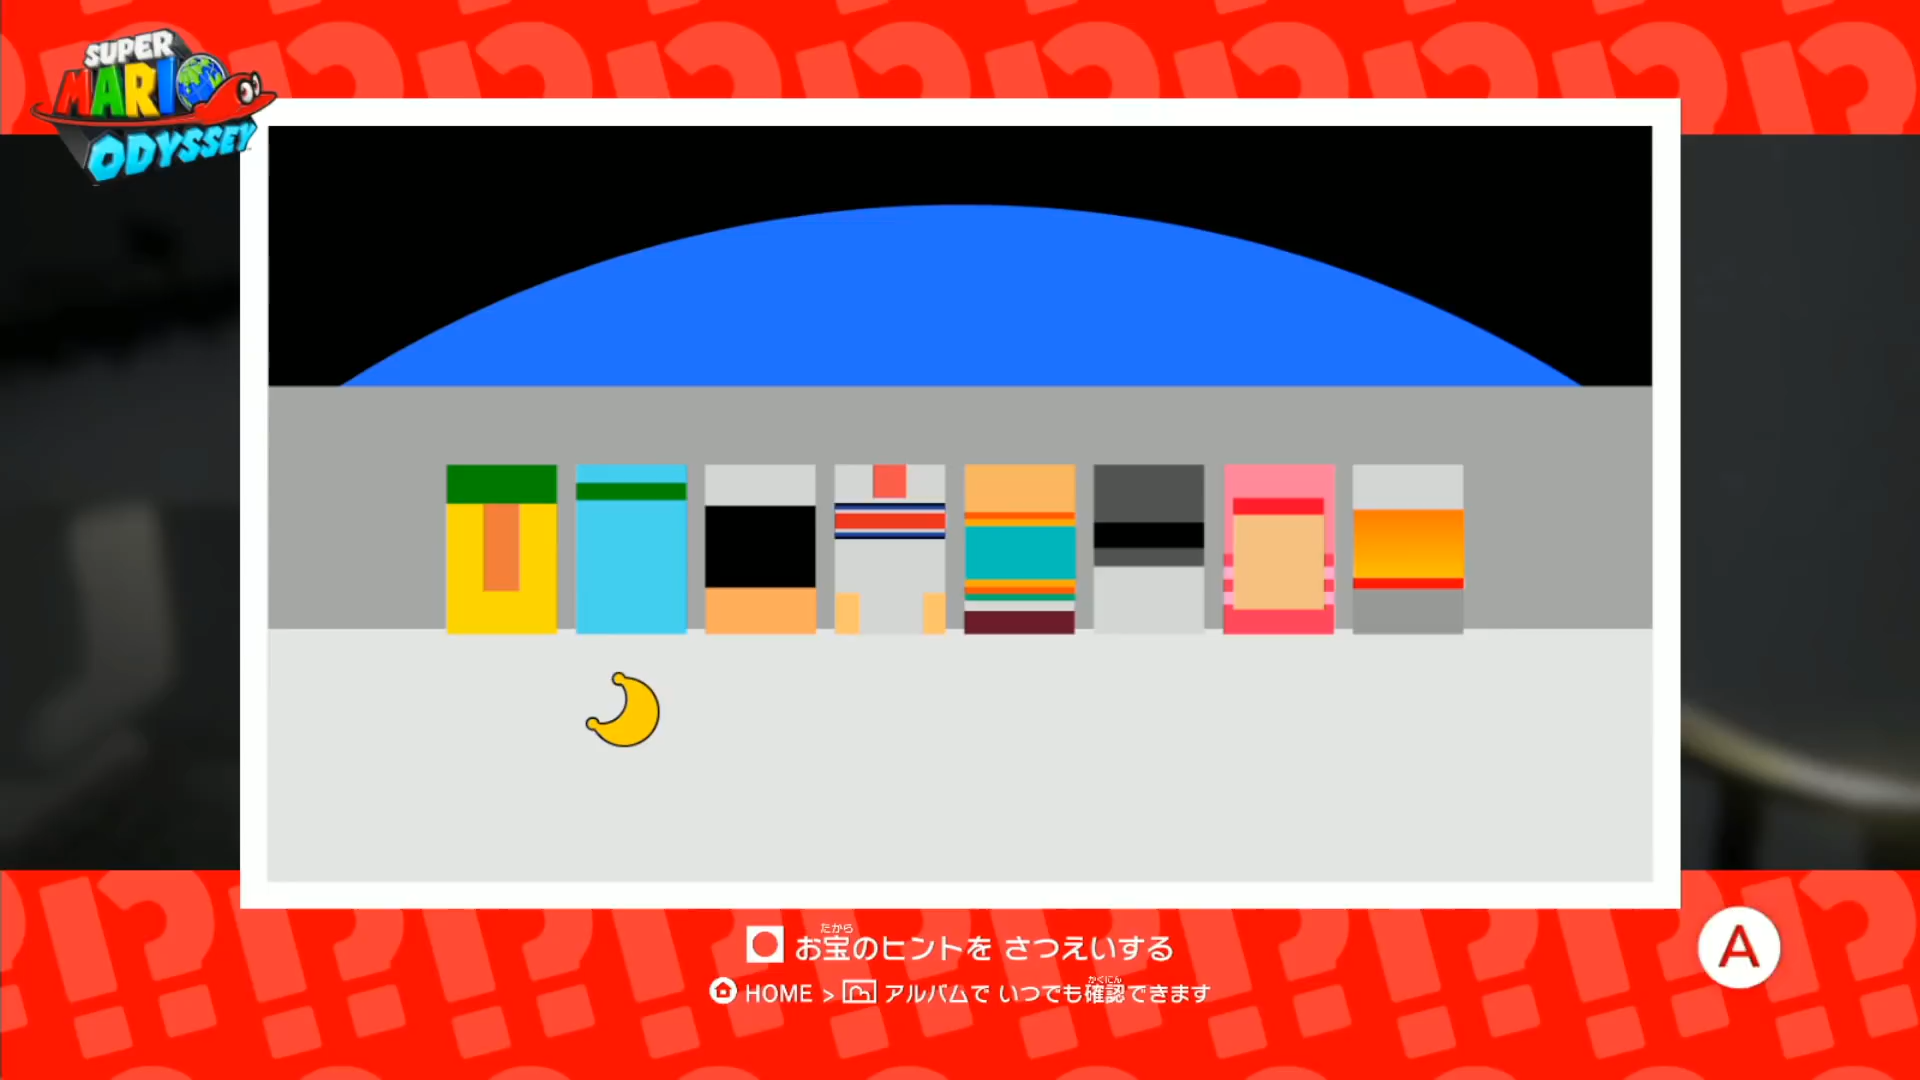 SUPER
MARIO
ODYSSEY
お宝のヒントを さつえいする
たから
HOME > アルバムで いつでも確認できます
かくにん
A